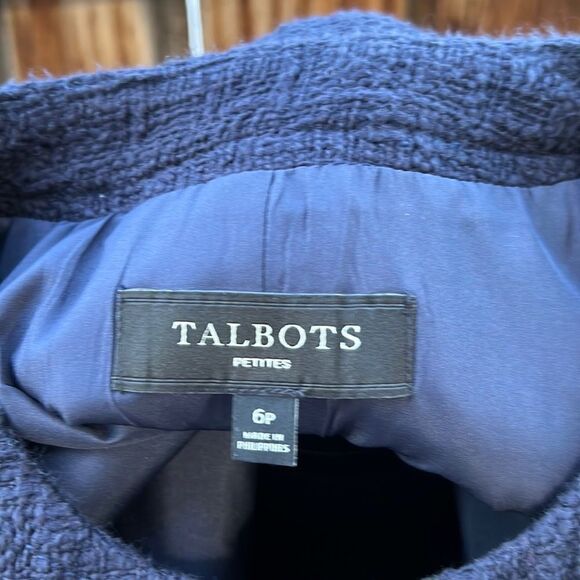 TALBOTS
PETITES
6P
MADE IN
PHILIPPINES